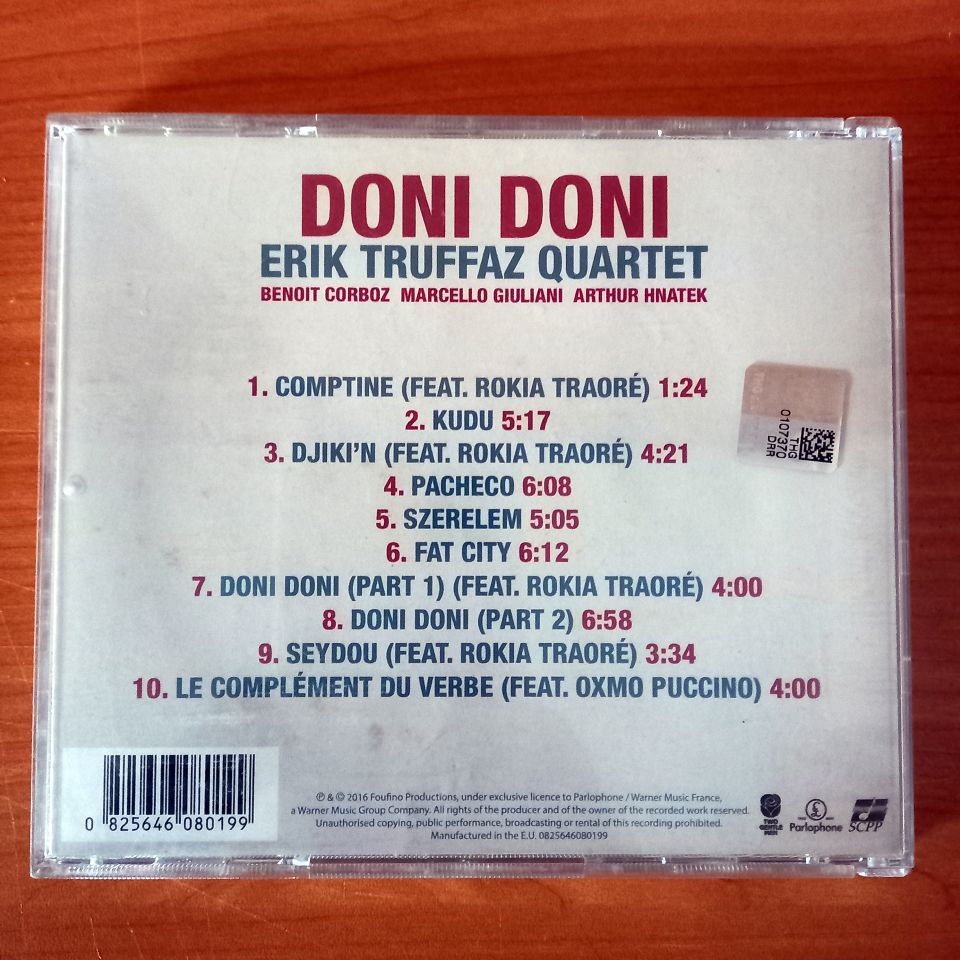 DONI DONI
ERIK TRUFFAZ QUARTET
BENOIT CORBOZ MARCELLO GIULIANI ARTHUR HNATEK
1. COMPTINE (FEAT. ROKIA TRAORÉ) 1:24
2. KUDU 5:17
3. DJIKI'N (FEAT. ROKIA TRAORÉ) 4:21
4. PACHECO 6:08
5. SZERELEM 5:05
6. FAT CITY 6:12
7. DONI DONI (PART 1) (FEAT. ROKIA TRAORÉ) 4:00
8. DONI DONI (PART 2) 6:58
9. SEYDOU (FEAT. ROKIA TRAORÉ) 3:34
10. LE COMPLÉMENT DU VERBE (FEAT. OXMO PUCCINO) 4:00
THG
0107370
DRR
0 825646 080199
℗ & © 2016 Foufino Productions, under exclusive licence to Parlophone / Warner Music France,
a Warner Music Group Company. All rights of the producer and of the owner of the recorded work reserved.
Unauthorised copying, public performance, broadcasting or rental of this recording prohibited.
Manufactured in the E.U. 0825646080199
TWO
GENTLE
MEN
Parlophone
SCPP